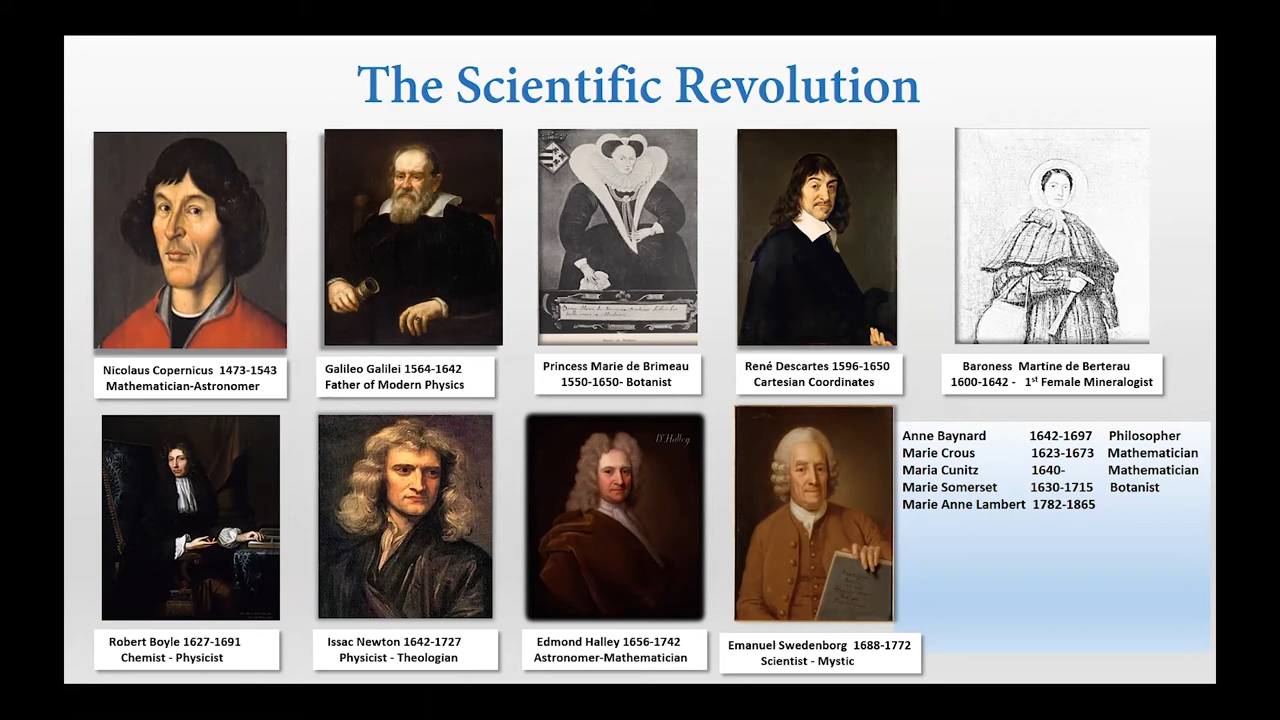 The Scientific Revolution
Nicolaus Copernicus 1473-1543
Mathematician-Astronomer
Galileo Galilei 1564-1642
Father of Modern Physics
Princess Marie de Brimeau
1550-1650- Botanist
René Descartes 1596-1650
Cartesian Coordinates
Baroness Martine de Berterau
1600-1642 - 1st Female Mineralogist
Dr. Halley
Anne Baynard 1642-1697 Philosopher
Marie Crous 1623-1673 Mathematician
Maria Cunitz 1640- Mathematician
Marie Somerset 1630-1715 Botanist
Marie Anne Lambert 1782-1865
Robert Boyle 1627-1691
Chemist - Physicist
Issac Newton 1642-1727
Physicist - Theologian
Edmond Halley 1656-1742
Astronomer-Mathematician
Emanuel Swedenborg 1688-1772
Scientist - Mystic